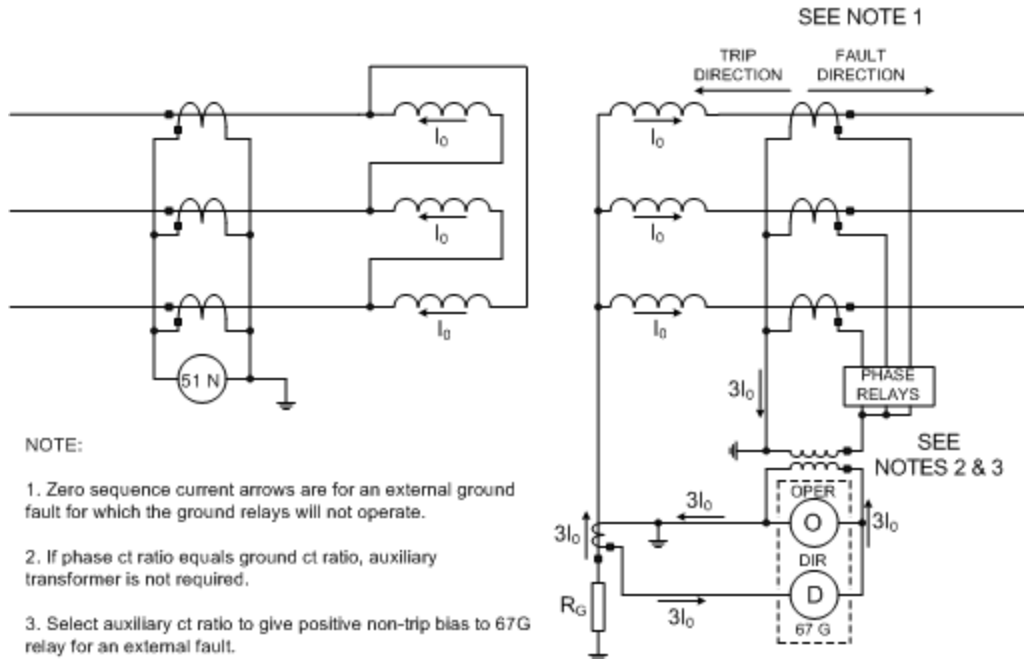 SEE NOTE 1
TRIP
DIRECTION
FAULT
DIRECTION
I₀
I₀
I₀
I₀
I₀
I₀
51 N
PHASE
RELAYS
3I₀
SEE
NOTES 2 & 3
OPER
O
3I₀
3I₀
3I₀
DIR
D
67 G
3I₀
R_G
NOTE:
1. Zero sequence current arrows are for an external ground
fault for which the ground relays will not operate.
2. If phase ct ratio equals ground ct ratio, auxiliary
transformer is not required.
3. Select auxiliary ct ratio to give positive non-trip bias to 67G
relay for an external fault.